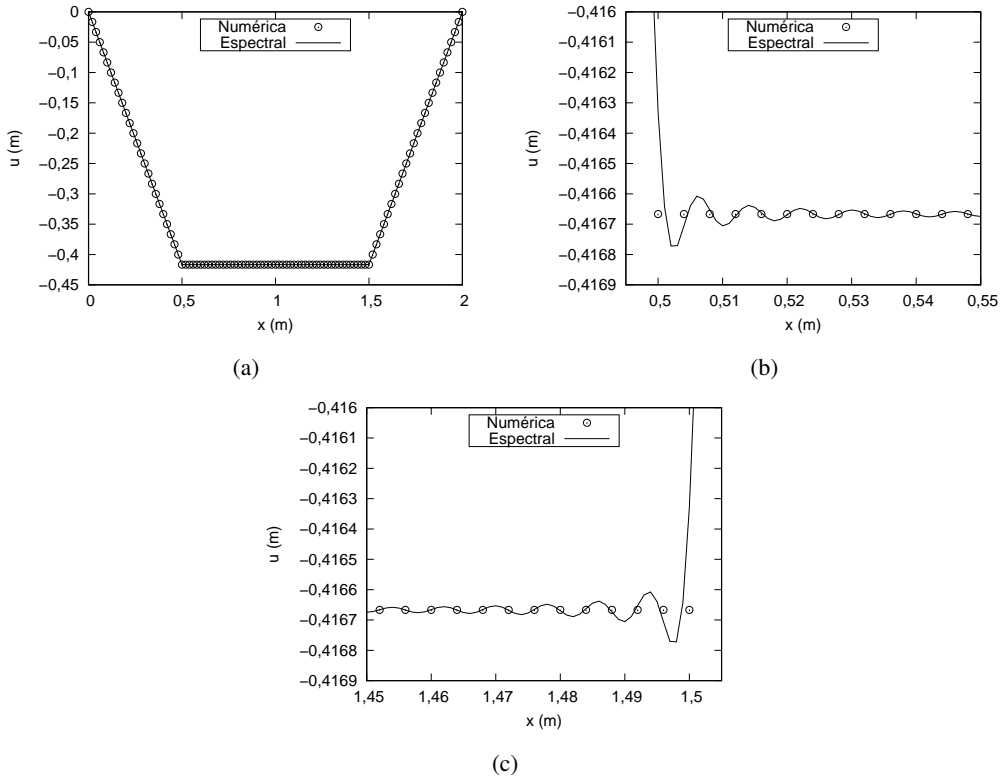 0
−0,05
−0,1
−0,15
−0,2
−0,25
−0,3
−0,35
−0,4
−0,45
u (m)
0 0,5 1 1,5 2
x (m)
Numérica
Espectral
(a)
−0,416
−0,4161
−0,4162
−0,4163
−0,4164
−0,4165
−0,4166
−0,4167
−0,4168
−0,4169
u (m)
0,5 0,51 0,52 0,53 0,54 0,55
x (m)
Numérica
Espectral
(b)
−0,416
−0,4161
−0,4162
−0,4163
−0,4164
−0,4165
−0,4166
−0,4167
−0,4168
−0,4169
u (m)
1,45 1,46 1,47 1,48 1,49 1,5
x (m)
Numérica
Espectral
(c)